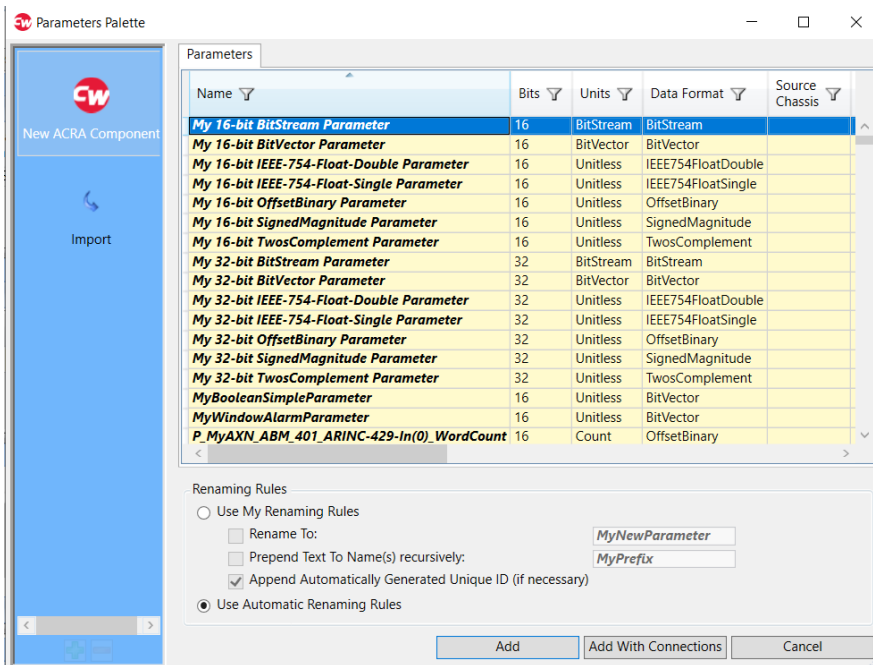 Parameters Palette
CW
New ACRA Component
Import
Parameters
Name Bits Units Data Format Source Chassis
My 16-bit BitStream Parameter 16 BitStream BitStream
My 16-bit BitVector Parameter 16 BitVector BitVector
My 16-bit IEEE-754-Float-Double Parameter 16 Unitless IEEE754FloatDouble
My 16-bit IEEE-754-Float-Single Parameter 16 Unitless IEEE754FloatSingle
My 16-bit OffsetBinary Parameter 16 Unitless OffsetBinary
My 16-bit SignedMagnitude Parameter 16 Unitless SignedMagnitude
My 16-bit TwosComplement Parameter 16 Unitless TwosComplement
My 32-bit BitStream Parameter 32 BitStream BitStream
My 32-bit BitVector Parameter 32 BitVector BitVector
My 32-bit IEEE-754-Float-Double Parameter 32 Unitless IEEE754FloatDouble
My 32-bit IEEE-754-Float-Single Parameter 32 Unitless IEEE754FloatSingle
My 32-bit OffsetBinary Parameter 32 Unitless OffsetBinary
My 32-bit SignedMagnitude Parameter 32 Unitless SignedMagnitude
My 32-bit TwosComplement Parameter 32 Unitless TwosComplement
MyBooleanSimpleParameter 16 Unitless BitVector
MyWindowAlarmParameter 16 Unitless BitVector
P_MyAXN_ABM_401_ARINC-429-In(0)_WordCount 16 Count OffsetBinary
Renaming Rules
Use My Renaming Rules
Rename To: MyNewParameter
Prepend Text To Name(s) recursively: MyPrefix
Append Automatically Generated Unique ID (if necessary)
Use Automatic Renaming Rules
Add Add With Connections Cancel